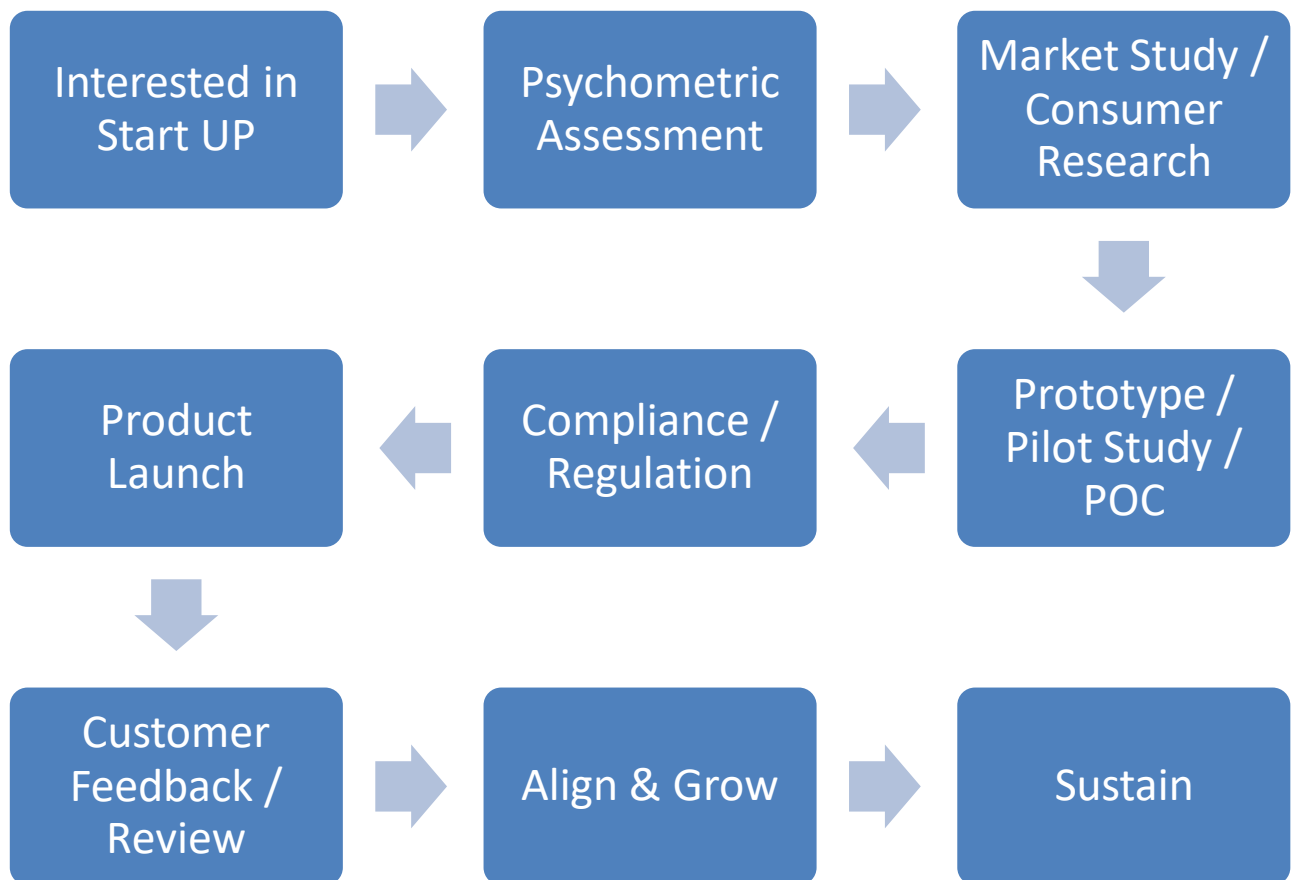 Interested in
Start UP
Psychometric
Assessment
Market Study /
Consumer
Research
Prototype /
Pilot Study /
POC
Compliance /
Regulation
Product
Launch
Customer
Feedback /
Review
Align & Grow
Sustain